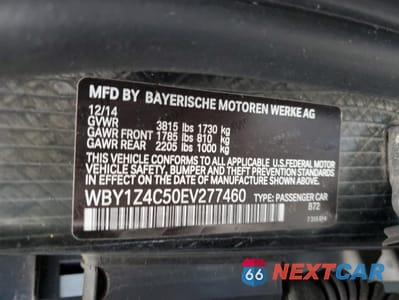 MFD BY BAYERISCHE MOTOREN WERKE AG
12/14
GVWR 3815 lbs 1730 kg
GAWR FRONT 1785 lbs 810 kg
GAWR REAR 2205 lbs 1000 kg
THIS VEHICLE CONFORMS TO ALL APPLICABLE U.S.FEDERAL MOTOR
VEHICLE SAFETY, BUMPER AND THEFT PREVENTION STANDARDS IN
EFFECT ON THE DATE OF MANUFACTURE SHOWN ABOVE.
WBY1Z4C50EV277460 TYPE: PASSENGER CAR
B72
66 NEXTCAR